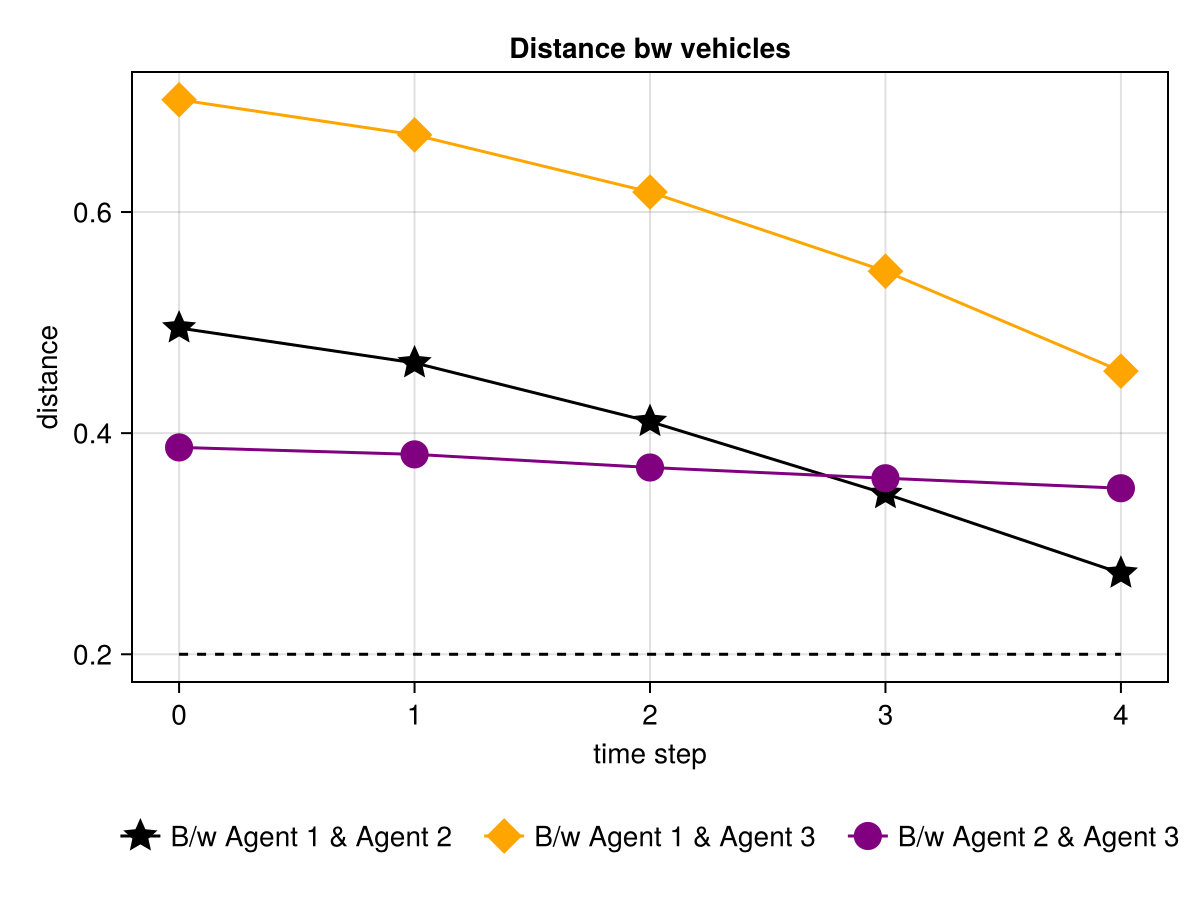 Distance bw vehicles
distance
0.6
0.4
0.2
0 1 2 3 4
time step
B/w Agent 1 & Agent 2 B/w Agent 1 & Agent 3 B/w Agent 2 & Agent 3